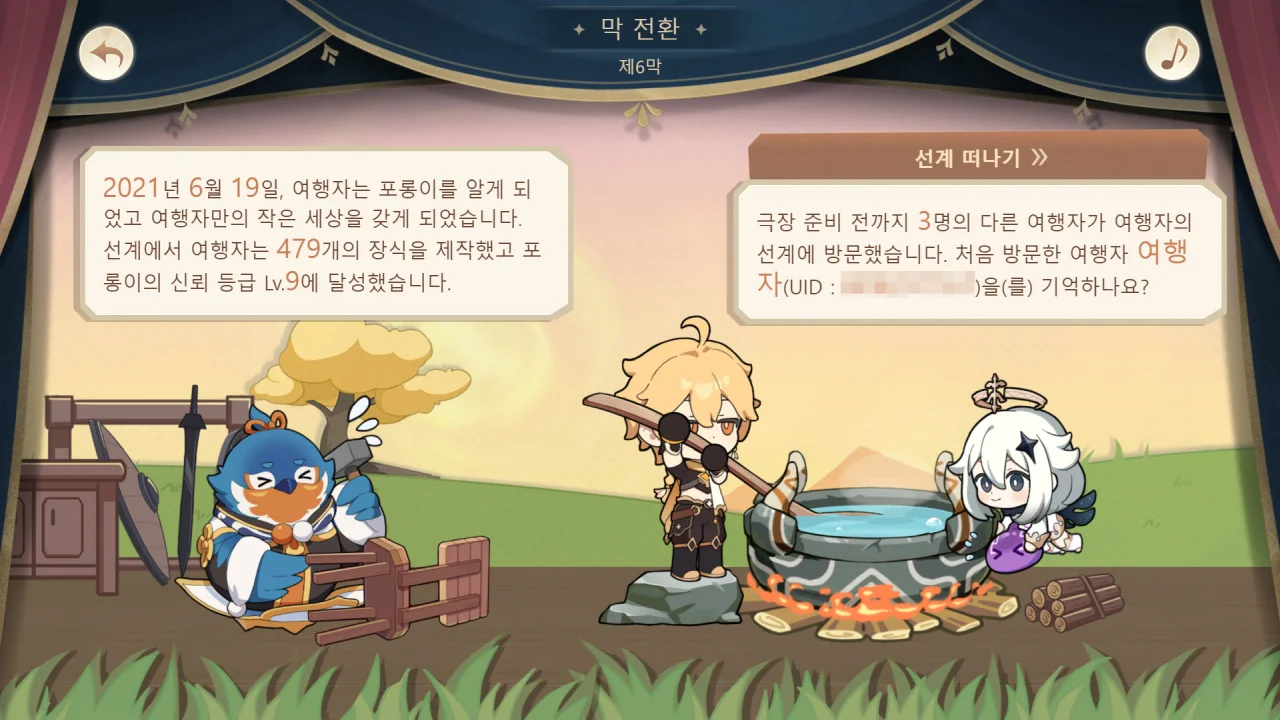 막 전환
제6막
2021년 6월 19일, 여행자는 포롱이를 알게 되
었고 여행자만의 작은 세상을 갖게 되었습니다.
선계에서 여행자는 479개의 장식을 제작했고 포
롱이의 신뢰 등급 Lv.9에 달성했습니다.
선계 떠나기
극장 준비 전까지 3명의 다른 여행자가 여행자의
선계에 방문했습니다. 처음 방문한 여행자 여행
자(UID : )을(를) 기억하나요?